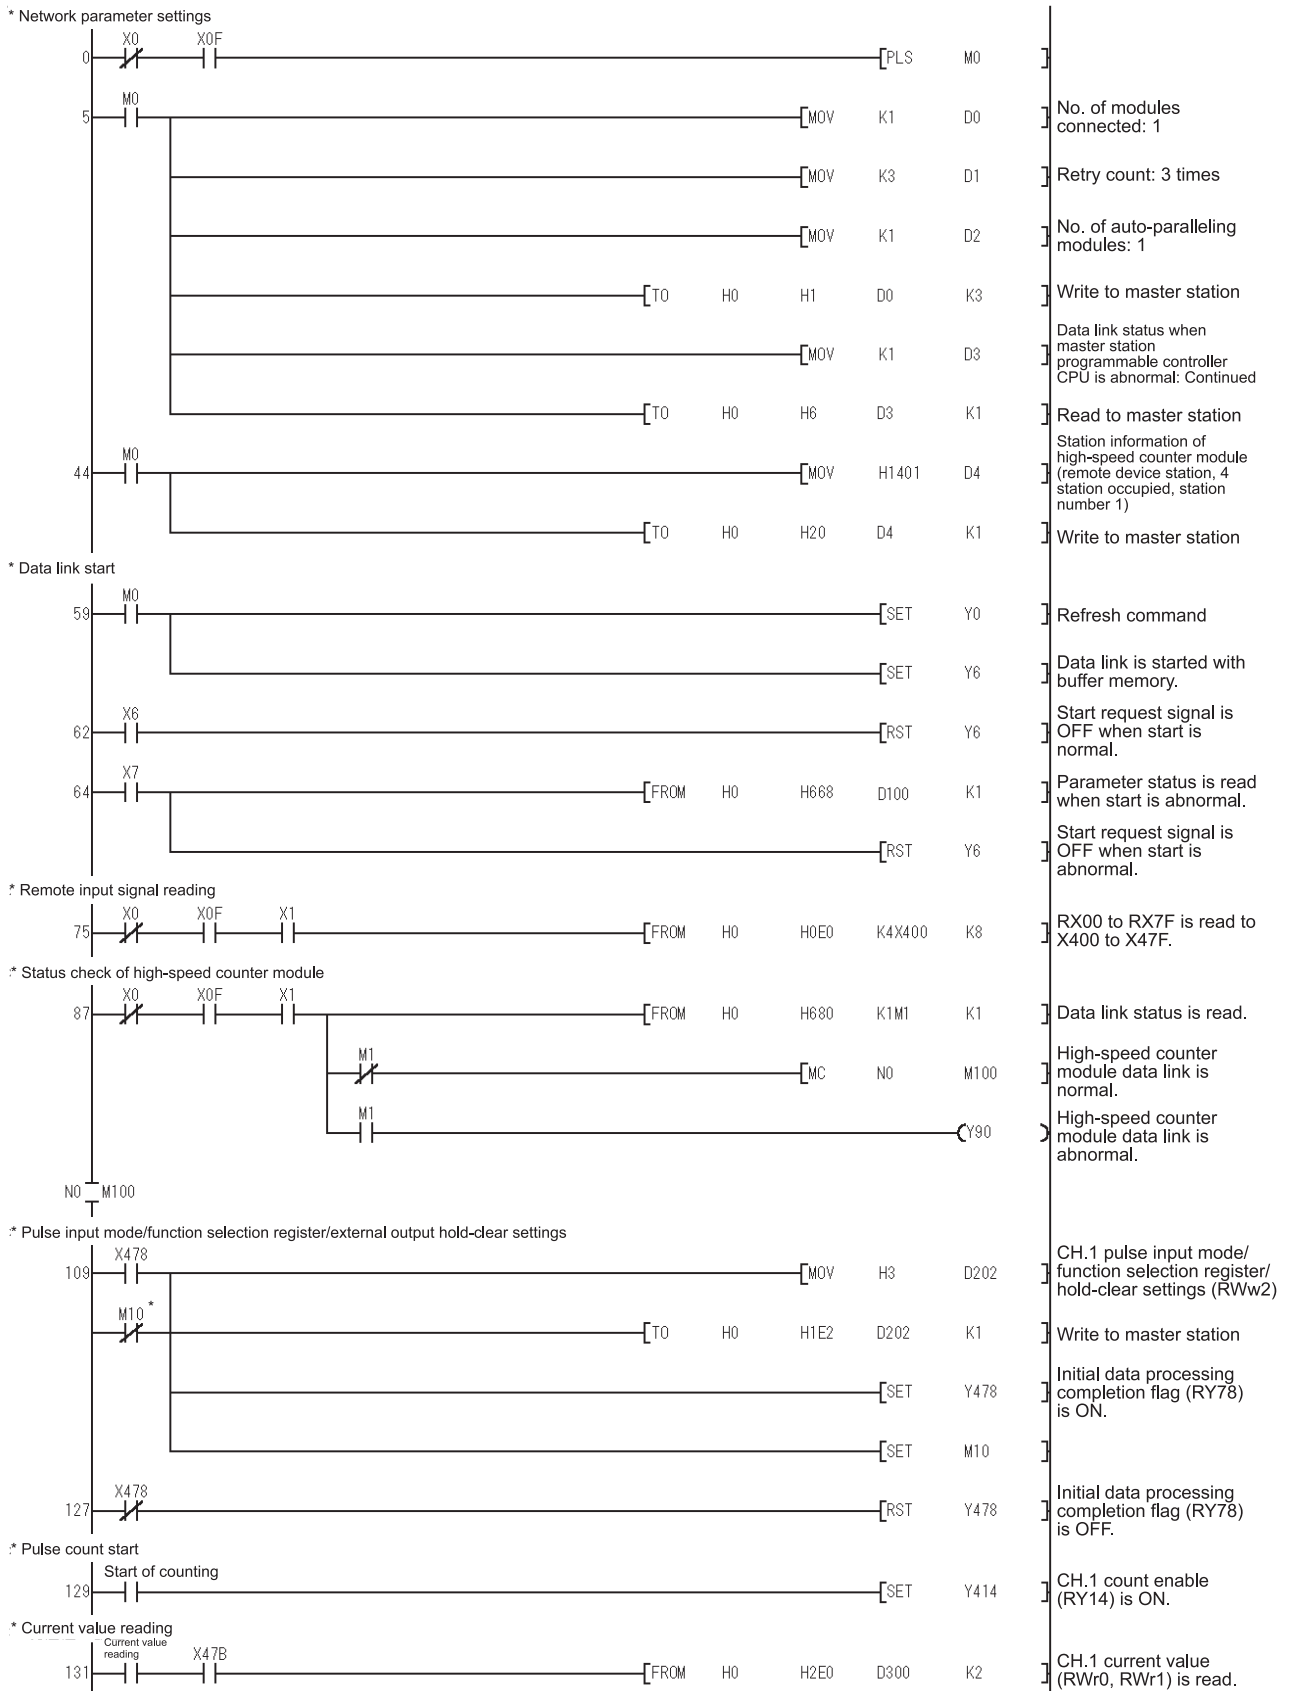 * Network parameter settings
X0 X0F
0 PLS M0
M0
5 MOV K1 D0 No. of modules
connected: 1
MOV K3 D1 Retry count: 3 times
MOV K1 D2 No. of auto-paralleling
modules: 1
TO H0 H1 D0 K3 Write to master station
Data link status when
master station
MOV K1 D3 programmable controller
CPU is abnormal: Continued
TO H0 H6 D3 K1 Read to master station
M0 Station information of
high-speed counter module
44 MOV H1401 D4 (remote device station, 4
station occupied, station
number 1)
TO H0 H20 D4 K1 Write to master station
* Data link start
M0
59 SET Y0 Refresh command
SET Y6 Data link is started with
buffer memory.
X6 Start request signal is
62 RST Y6 OFF when start is
normal.
X7
64 FROM H0 H668 D100 K1 Parameter status is read
when start is abnormal.
Start request signal is
RST Y6 OFF when start is
abnormal.
* Remote input signal reading
X0 X0F X1
75 FROM H0 H0E0 K4X400 K8 RX00 to RX7F is read to
X400 to X47F.
* Status check of high-speed counter module
X0 X0F X1
87 FROM H0 H680 K1M1 K1 Data link status is read.
M1 High-speed counter
MC N0 M100 module data link is
normal.
M1 High-speed counter
Y90 module data link is
abnormal.
N0 M100
* Pulse input mode/function selection register/external output hold-clear settings
X478 CH.1 pulse input mode/
109 MOV H3 D202 function selection register/
hold-clear settings (RWw2)
M10 *
TO H0 H1E2 D202 K1 Write to master station
Initial data processing
SET Y478 completion flag (RY78)
is ON.
SET M10
X478 Initial data processing
127 RST Y478 completion flag (RY78)
is OFF.
* Pulse count start
Start of counting
129 SET Y414 CH.1 count enable
(RY14) is ON.
* Current value reading
Current value
reading X47B
131 FROM H0 H2E0 D300 K2 CH.1 current value
(RWr0, RWr1) is read.